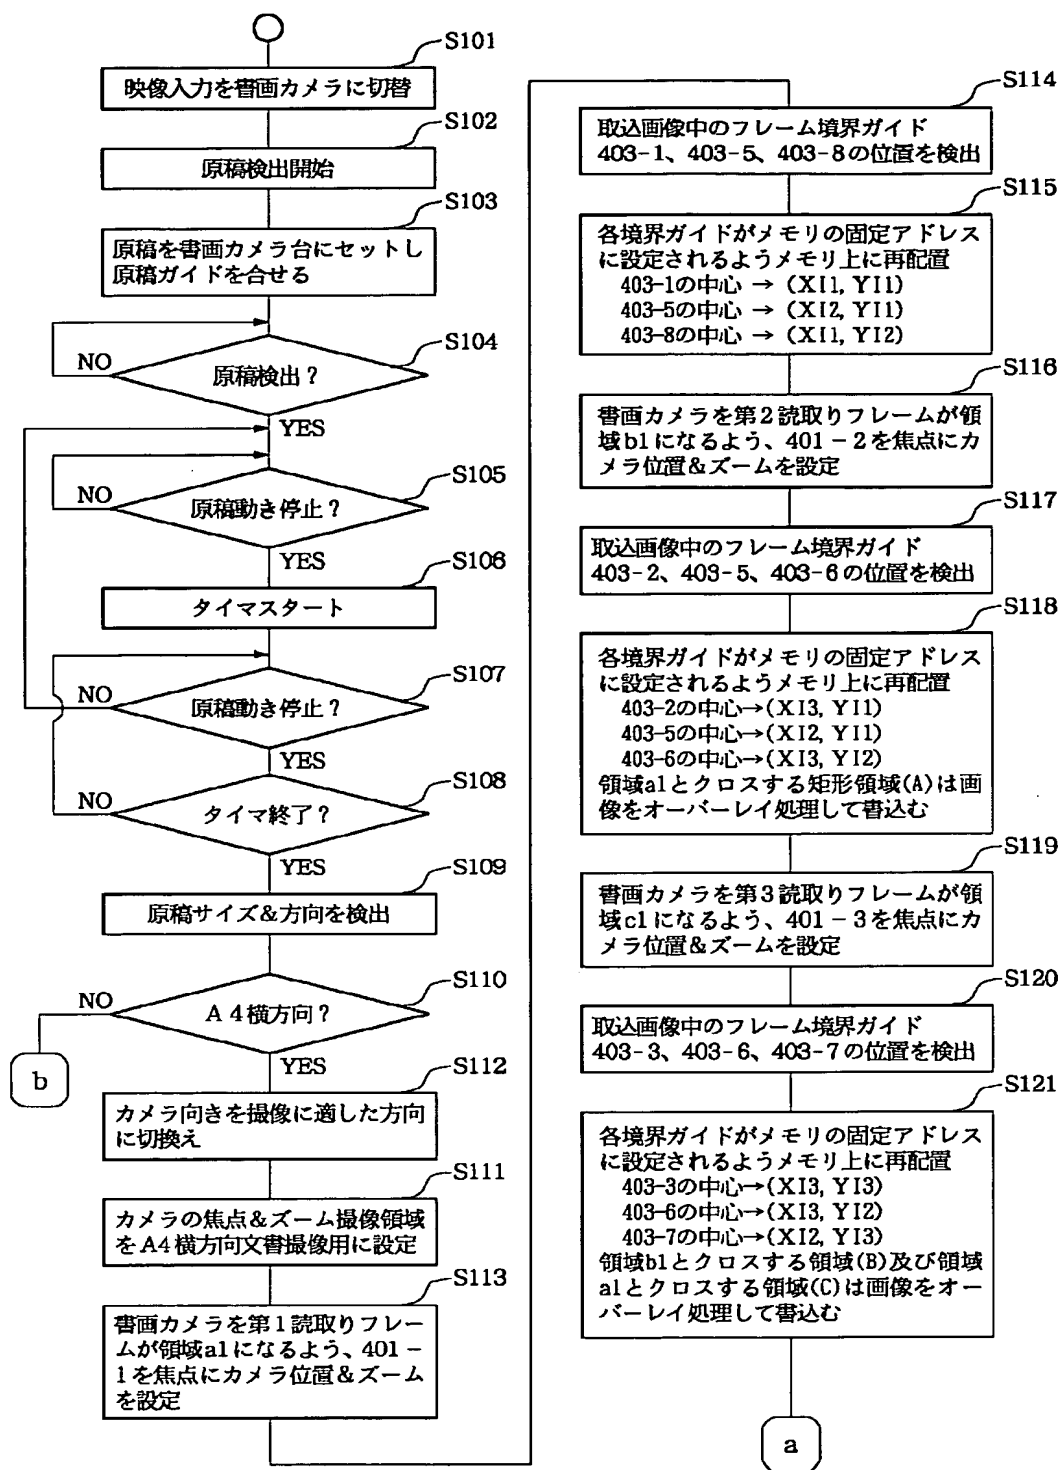 S101
映像入力を書画カメラに切替
S102
原稿検出開始
S103
原稿を書画カメラ台にセットし
原稿ガイドを合せる
S104
NO
原稿検出？
YES
S105
NO
原稿動き停止？
YES
S106
タイマスタート
S107
NO
原稿動き停止？
YES
S108
NO
タイマ終了？
YES
S109
原稿サイズ&方向を検出
S110
NO
A4横方向？
YES
b
S112
カメラ向きを撮像に適した方向
に切換え
S111
カメラの焦点&ズーム撮像領域
をA4横方向文書撮像用に設定
S113
書画カメラを第1読取りフレー
ムが領域a1になるよう、401－
1を焦点にカメラ位置&ズーム
を設定
S114
取込画像中のフレーム境界ガイド
403-1、403-5、403-8の位置を検出
S115
各境界ガイドがメモリの固定アドレス
に設定されるようメモリ上に再配置
403-1の中心 → (XI1, YI1)
403-5の中心 → (XI2, YI1)
403-8の中心 → (XI1, YI2)
S116
書画カメラを第2読取りフレームが領
域b1になるよう、401－2を焦点にカ
メラ位置&ズームを設定
S117
取込画像中のフレーム境界ガイド
403-2、403-5、403-6の位置を検出
S118
各境界ガイドがメモリの固定アドレス
に設定されるようメモリ上に再配置
403-2の中心→(XI3, YI1)
403-5の中心→(XI2, YI1)
403-6の中心→(XI3, YI2)
領域a1とクロスする矩形領域(A)は画
像をオーバーレイ処理して書込む
S119
書画カメラを第3読取りフレームが領
域c1になるよう、401－3を焦点にカ
メラ位置&ズームを設定
S120
取込画像中のフレーム境界ガイド
403-3、403-6、403-7の位置を検出
S121
各境界ガイドがメモリの固定アドレス
に設定されるようメモリ上に再配置
403-3の中心→(XI3, YI3)
403-6の中心→(XI3, YI2)
403-7の中心→(XI2, YI3)
領域b1とクロスする領域(B)及び領域
a1とクロスする領域(C)は画像をオー
バーレイ処理して書込む
a